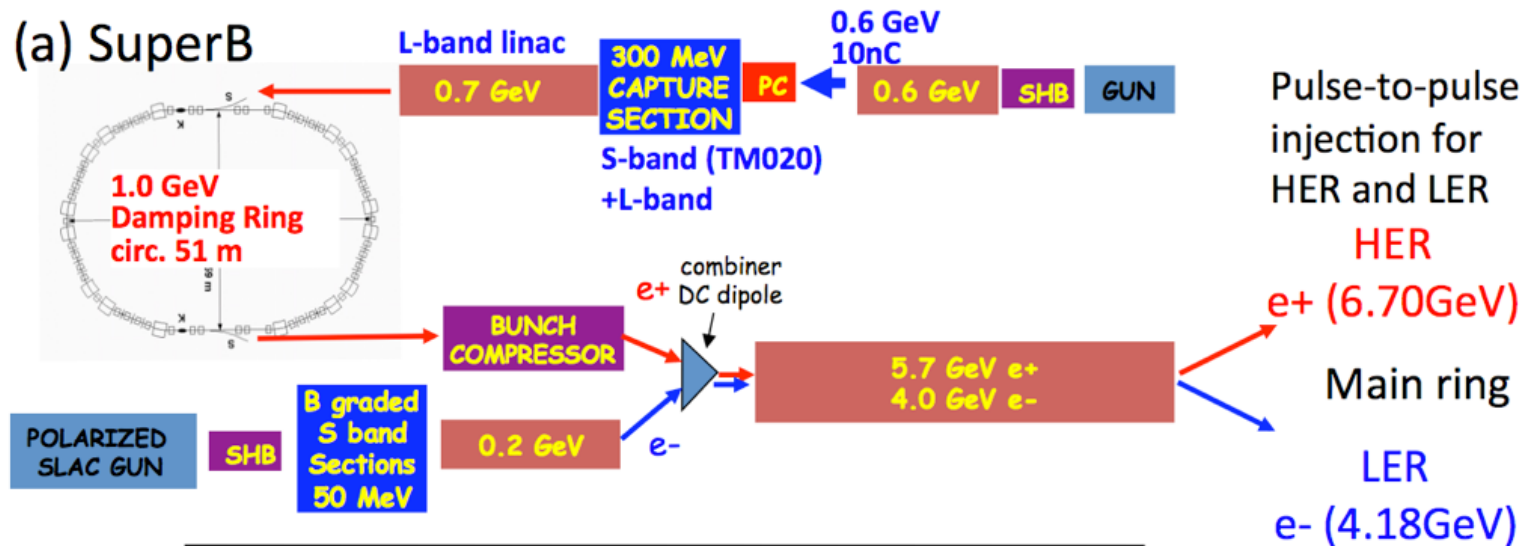 (a) SuperB
L-band linac
0.7 GeV
300 MeV
CAPTURE
SECTION
PC
0.6 GeV
10nC
0.6 GeV
SHB
GUN
S-band (TM020)
+L-band
Pulse-to-pulse
injection for
HER and LER
S
K
1.0 GeV
Damping Ring
circ. 51 m
K
S
HER
e+ (6.70GeV)
combiner
DC dipole
e+
BUNCH
COMPRESSOR
5.7 GeV e+
4.0 GeV e-
Main ring
POLARIZED
SLAC GUN
SHB
B graded
S band
Sections
50 MeV
0.2 GeV
e-
LER
e- (4.18GeV)